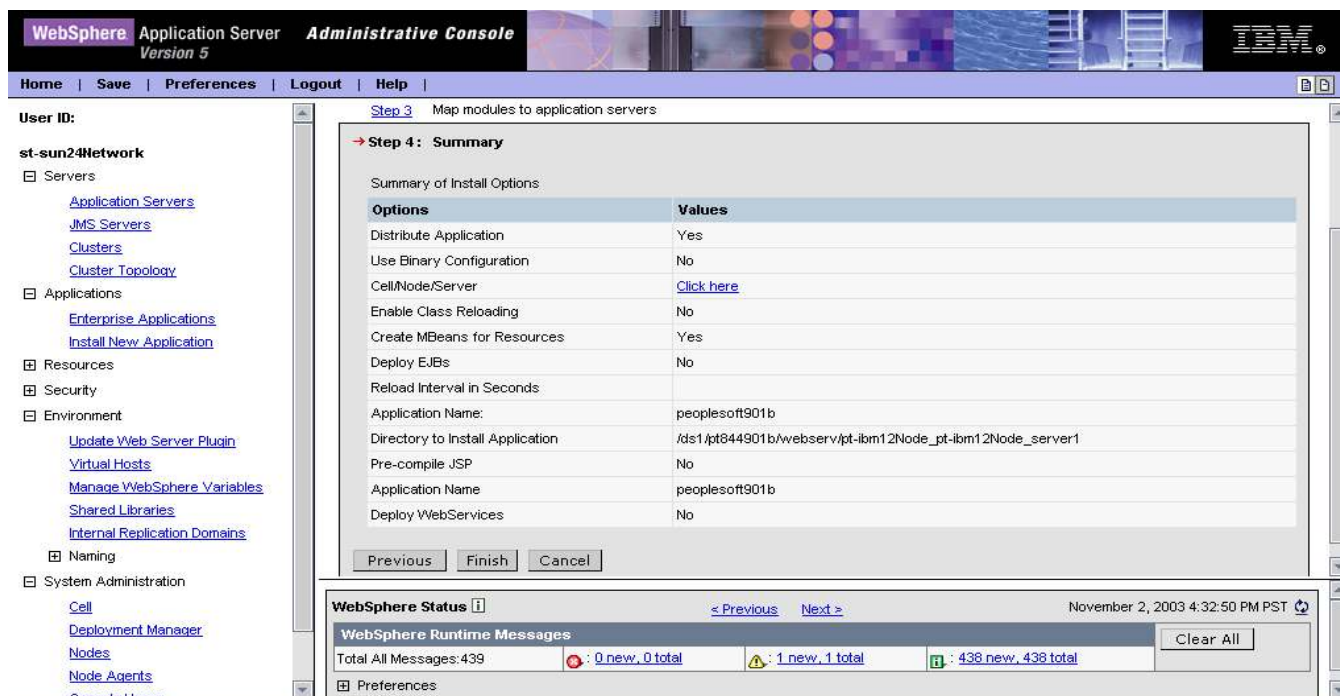 WebSphere Application Server Administrative Console
Version 5
IBM®
Home | Save | Preferences | Logout | Help |
User ID:
st-sun24Network
Servers
Application Servers
JMS Servers
Clusters
Cluster Topology
Applications
Enterprise Applications
Install New Application
Resources
Security
Environment
Update Web Server Plugin
Virtual Hosts
Manage WebSphere Variables
Shared Libraries
Internal Replication Domains
Naming
System Administration
Cell
Deployment Manager
Nodes
Node Agents
Step 3 Map modules to application servers
→ Step 4 : Summary
Summary of Install Options
Options Values
Distribute Application Yes
Use Binary Configuration No
Cell/Node/Server Click here
Enable Class Reloading No
Create MBeans for Resources Yes
Deploy EJBs No
Reload Interval in Seconds
Application Name: peoplesoft901b
Directory to Install Application /ds1/pt844901b/webserv/pt-ibm12Node_pt-ibm12Node_server1
Pre-compile JSP No
Application Name peoplesoft901b
Deploy WebServices No
Previous Finish Cancel
WebSphere Status i < Previous Next > November 2, 2003 4:32:50 PM PST
WebSphere Runtime Messages Clear All
Total All Messages:439 : 0 new, 0 total : 1 new, 1 total : 438 new, 438 total
Preferences